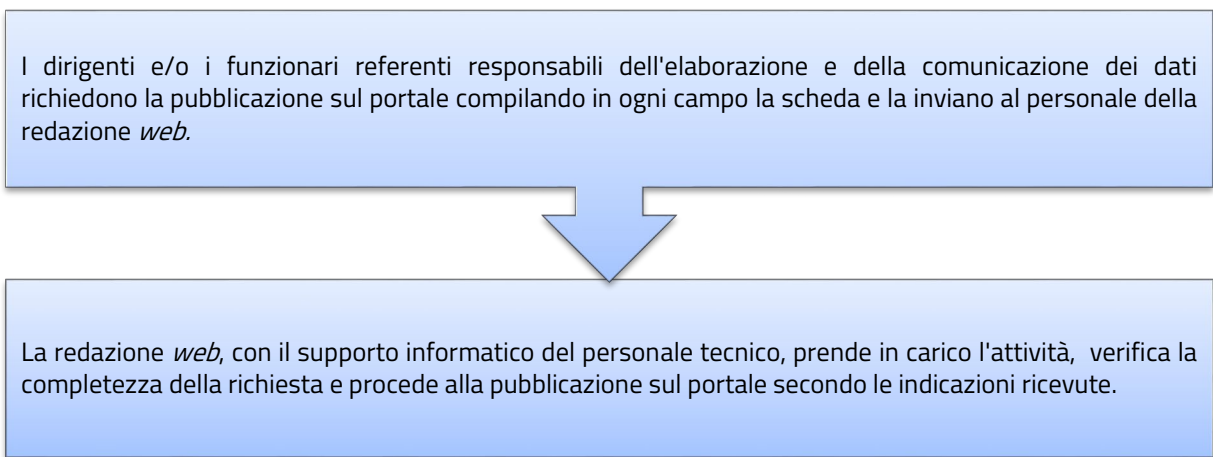 I dirigenti e/o i funzionari referenti responsabili dell'elaborazione e della comunicazione dei dati
richiedono la pubblicazione sul portale compilando in ogni campo la scheda e la inviano al personale della
redazione web.
La redazione web, con il supporto informatico del personale tecnico, prende in carico l'attività, verifica la
completezza della richiesta e procede alla pubblicazione sul portale secondo le indicazioni ricevute.